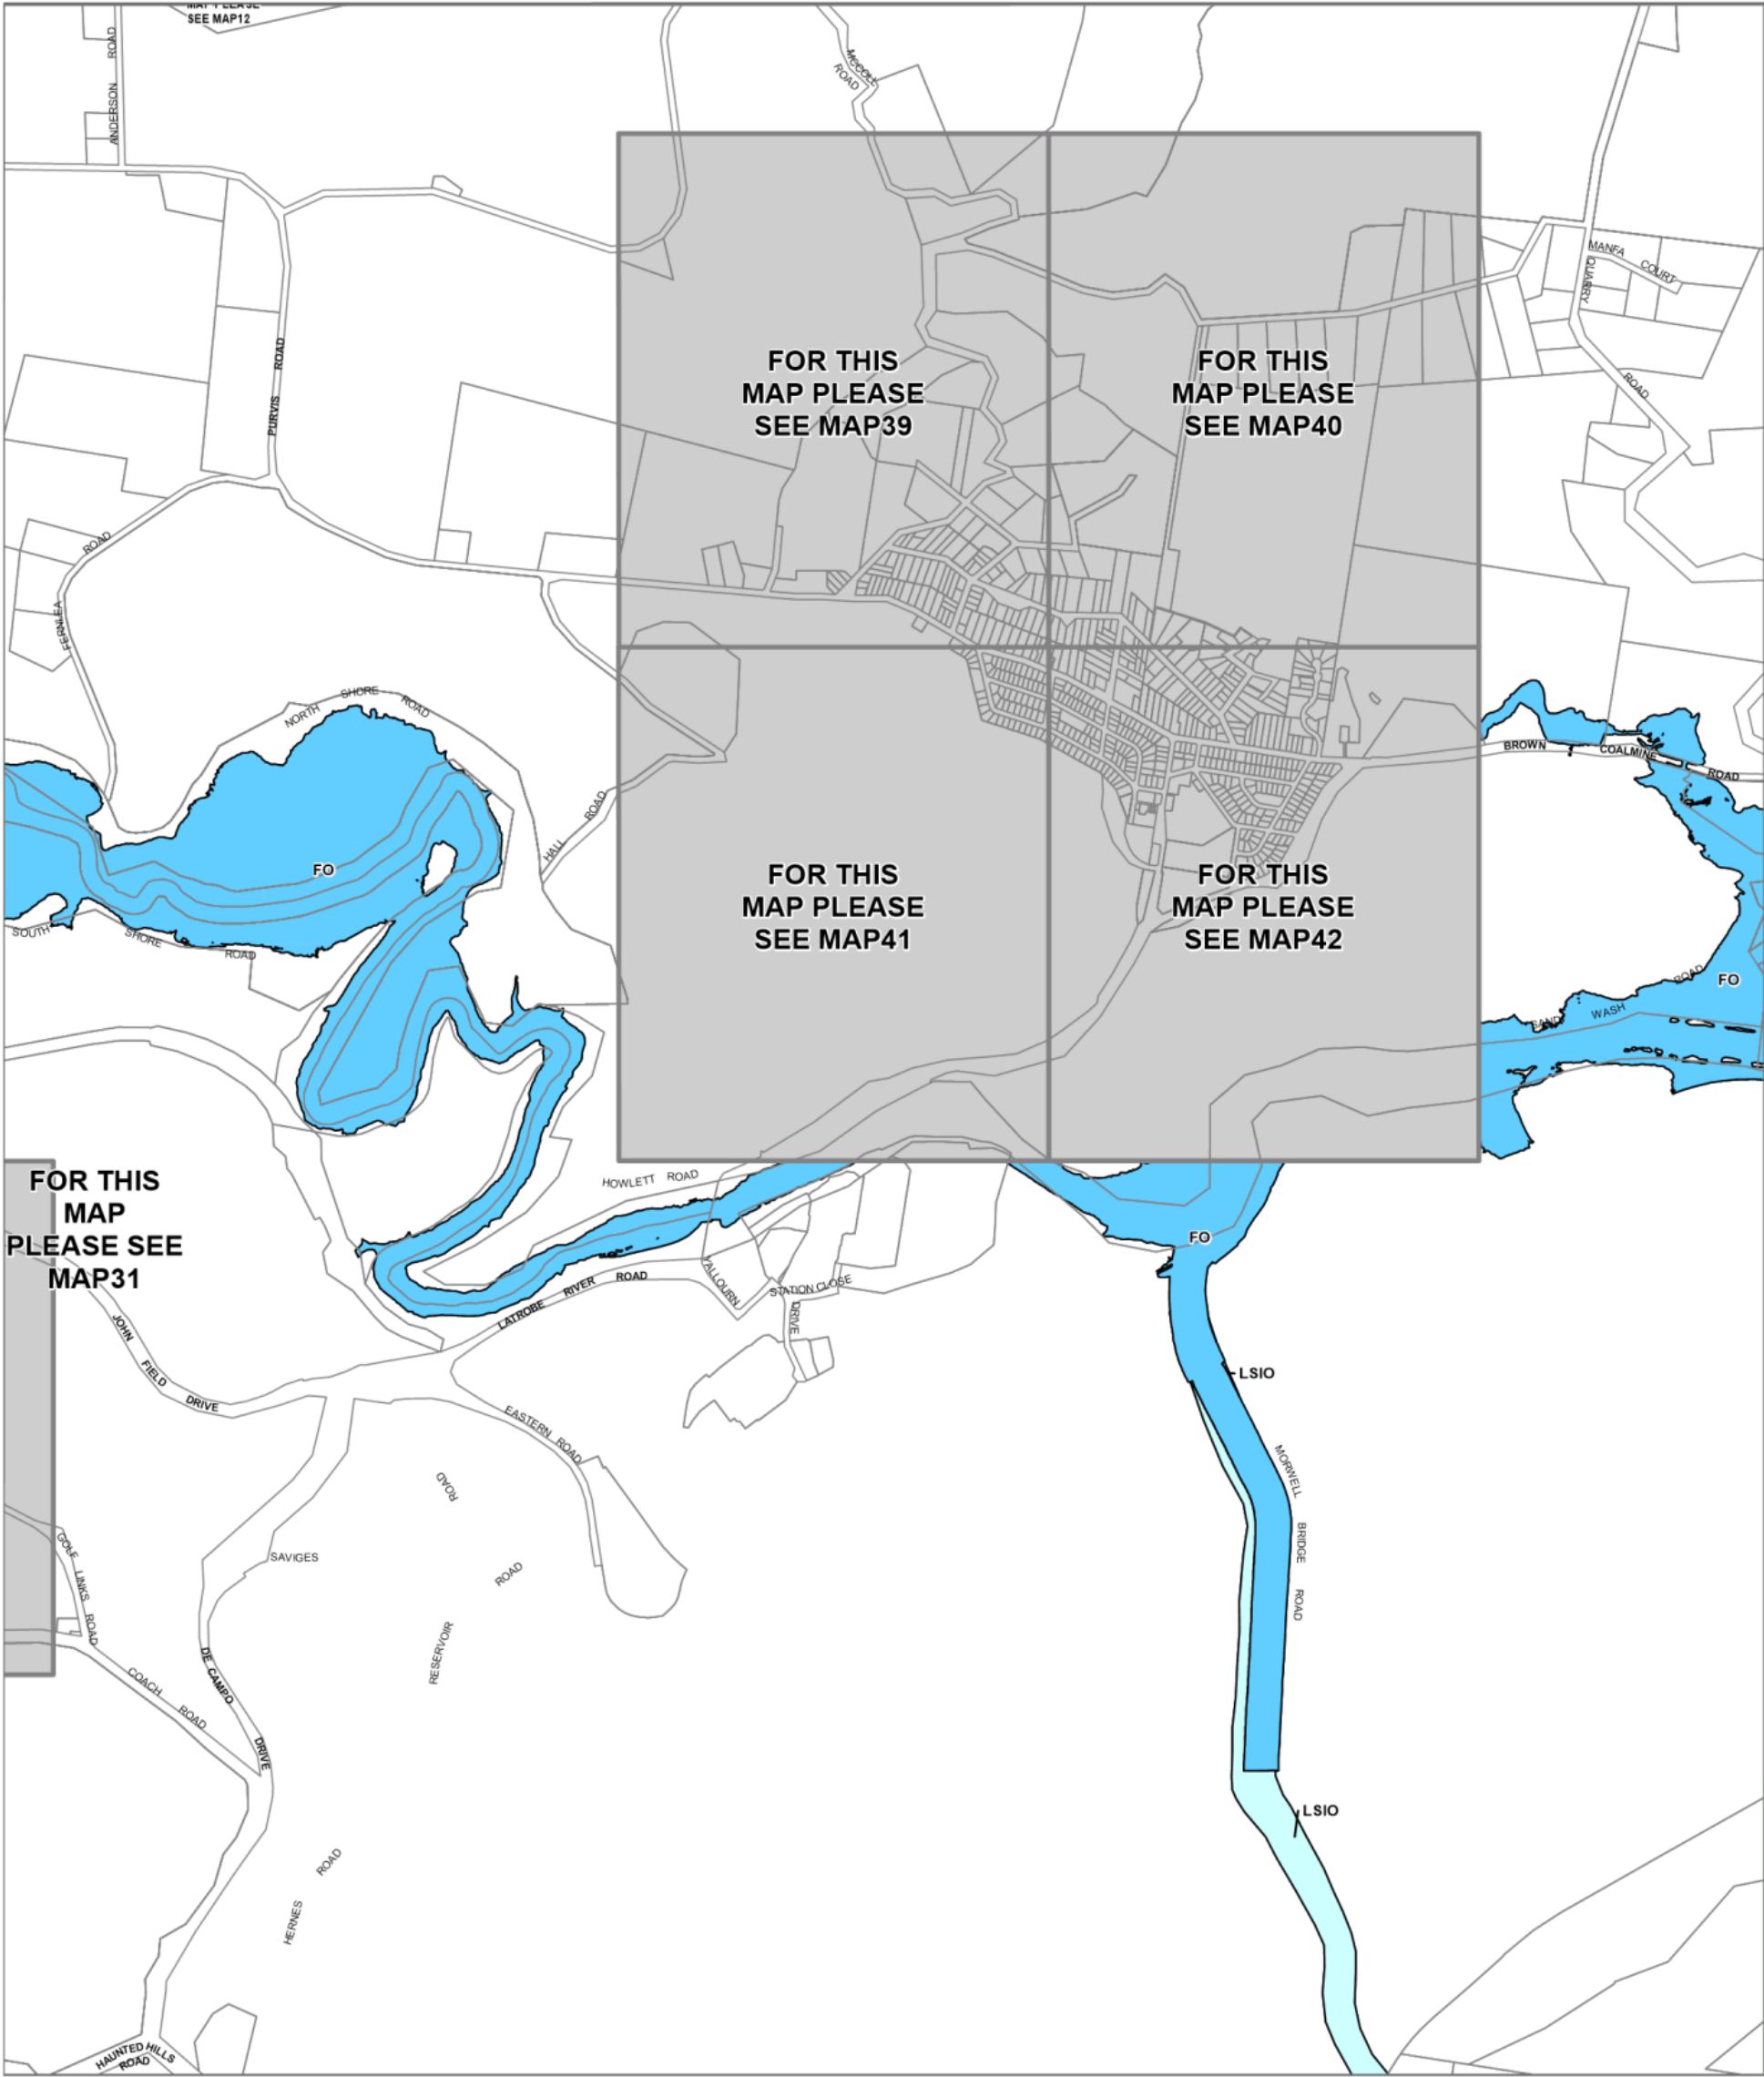 MAP PLEASE
SEE MAP12
ANDERSON ROAD
MCCOLL
ROAD
MANFA COURT
QUARRY
ROAD
PURVIS ROAD
FOR THIS
MAP PLEASE
SEE MAP39
FOR THIS
MAP PLEASE
SEE MAP40
ROAD
FERNLEA
NORTH SHORE ROAD
BROWN COALMINE ROAD
HALL ROAD
FO
SOUTH SHORE ROAD
FOR THIS
MAP PLEASE
SEE MAP41
FOR THIS
MAP PLEASE
SEE MAP42
FO
SAND WASH ROAD
FOR THIS
MAP
PLEASE SEE
MAP31
HOWLETT ROAD
FO
LATROBE RIVER ROAD
YALLOURN
DRIVE
STATION CLOSE
JOHN FIELD DRIVE
LSIO
EASTERN ROAD
MORWELL BRIDGE ROAD
ROAD
SAVIGES
ROAD
RESERVOIR
GOLF LINKS ROAD
COACH ROAD
DE CAMPO
DRIVE
LSIO
ROAD
HERNES
HAUNTED HILLS
ROAD